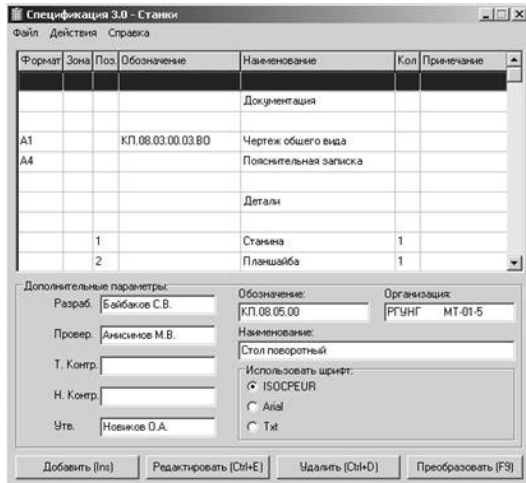 Спецификация 3.0 - Станки
Файл Действия Справка
Формат Зона Поз. Обозначение Наименование Кол Примечание
Документация
А1 КП.08.03.00.03.ВО Чертеж общего вида
А4 Пояснительная записка
Детали
1 Станина 1
2 Планшайба 1
Дополнительные параметры:
Разраб. Байбаков С.В.
Провер. Анисимов М.В.
Т. Контр.
Н. Контр.
Утв. Новиков О.А.
Обозначение: Организация:
КП.08.05.00 РГУНГ МТ-01-5
Наименование:
Стол поворотный
Использовать шрифт:
ISOCPEUR
Arial
Txt
Добавить (Ins) Редактировать (Ctrl+E) Удалить (Ctrl+D) Преобразовать (F9)